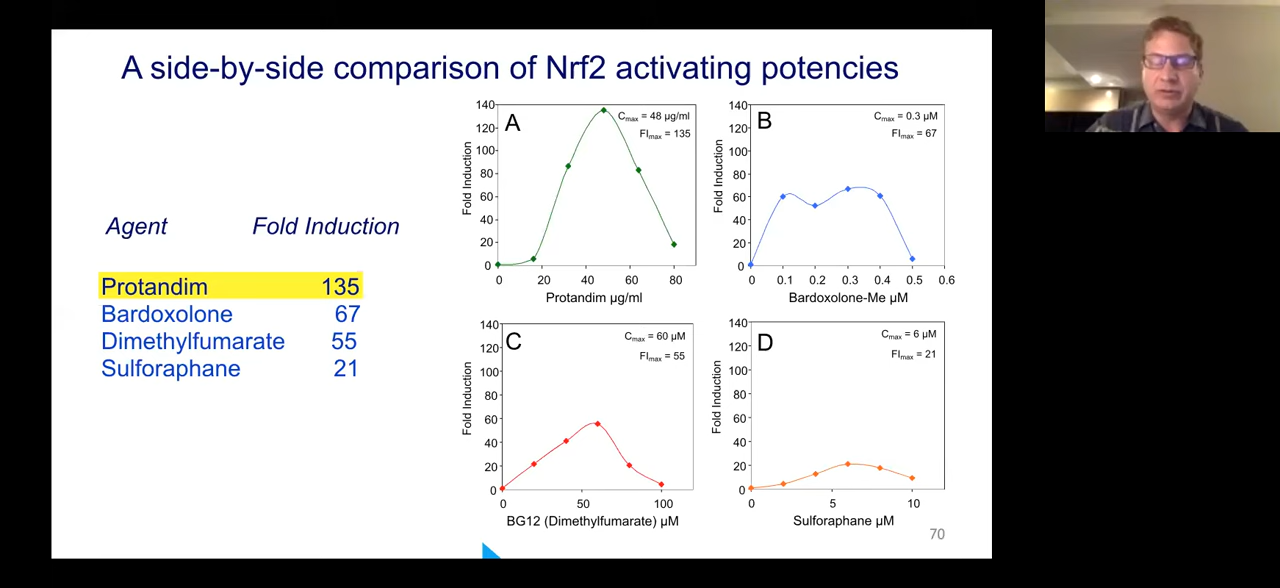 A side-by-side comparison of Nrf2 activating potencies
Agent Fold Induction
Protandim 135
Bardoxolone 67
Dimethylfumarate 55
Sulforaphane 21
A
Cmax = 48 µg/ml
FImax = 135
Fold Induction
140
120
100
80
60
40
20
0
0 20 40 60 80
Protandim µg/ml
B
Cmax = 0.3 µM
FImax = 67
Fold Induction
140
120
100
80
60
40
20
0
0 0.1 0.2 0.3 0.4 0.5 0.6
Bardoxolone-Me µM
C
Cmax = 60 µM
FImax = 55
Fold Induction
140
120
100
80
60
40
20
0
0 50 100
BG12 (Dimethylfumarate) µM
D
Cmax = 6 µM
FImax = 21
Fold Induction
140
120
100
80
60
40
20
0
0 5 10
Sulforaphane µM
70